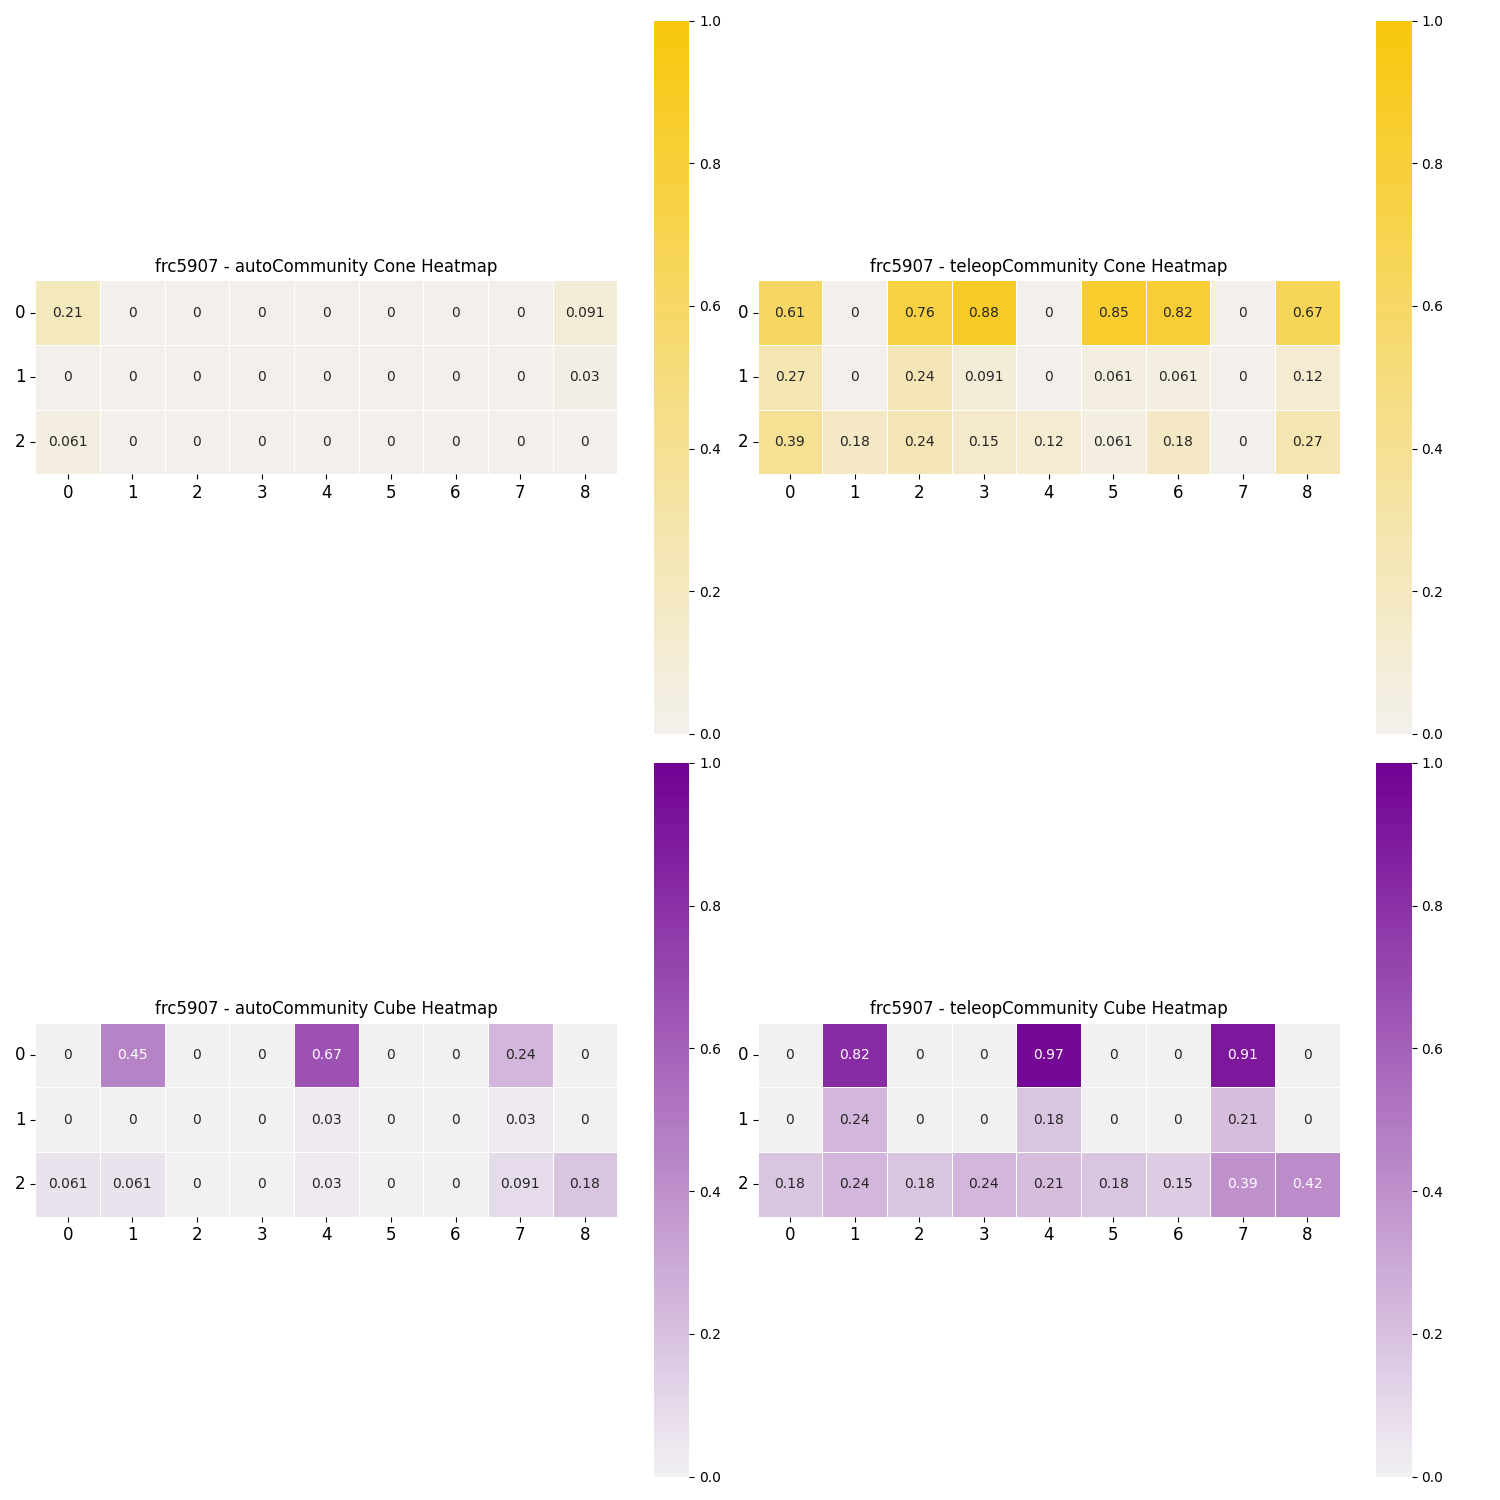 frc5907 - autoCommunity Cone Heatmap
0 0.21 0 0 0 0 0 0 0 0.091
1 0 0 0 0 0 0 0 0 0.03
2 0.061 0 0 0 0 0 0 0 0
0 1 2 3 4 5 6 7 8
1.0
0.8
0.6
0.4
0.2
0.0
frc5907 - teleopCommunity Cone Heatmap
0 0.61 0 0.76 0.88 0 0.85 0.82 0 0.67
1 0.27 0 0.24 0.091 0 0.061 0.061 0 0.12
2 0.39 0.18 0.24 0.15 0.12 0.061 0.18 0 0.27
0 1 2 3 4 5 6 7 8
1.0
0.8
0.6
0.4
0.2
0.0
frc5907 - autoCommunity Cube Heatmap
0 0 0.45 0 0 0.67 0 0 0.24 0
1 0 0 0 0 0.03 0 0 0.03 0
2 0.061 0.061 0 0 0.03 0 0 0.091 0.18
0 1 2 3 4 5 6 7 8
1.0
0.8
0.6
0.4
0.2
0.0
frc5907 - teleopCommunity Cube Heatmap
0 0 0.82 0 0 0.97 0 0 0.91 0
1 0 0.24 0 0 0.18 0 0 0.21 0
2 0.18 0.24 0.18 0.24 0.21 0.18 0.15 0.39 0.42
0 1 2 3 4 5 6 7 8
1.0
0.8
0.6
0.4
0.2
0.0